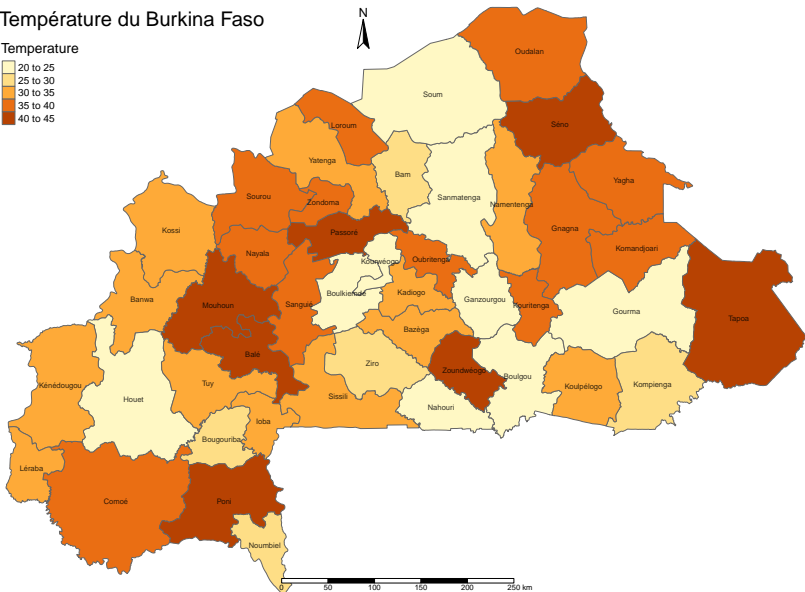 Température du Burkina Faso
N
Temperature
20 to 25
25 to 30
30 to 35
35 to 40
40 to 45
Oudalan
Soum
Séno
Loroum
Yatenga
Bam
Yagha
Sourou
Zondoma
Sanmatenga
Namentenga
Kossi
Passoré
Gnagna
Komandjoari
Nayala
Kourwéogo
Oubritenga
Banwa
Mouhoun
Sanguié
Boulkiemdé
Kadiogo
Ganzourgou
Kouritenga
Gourma
Tapoa
Bazèga
Balé
Ziro
Zoundwéogo
Boulgou
Kénédougou
Tuy
Koulpélogo
Kompienga
Houet
Sissili
Nahouri
Ioba
Bougouriba
Léraba
Comoé
Poni
Noumbiel
0 50 100 150 200 250 km